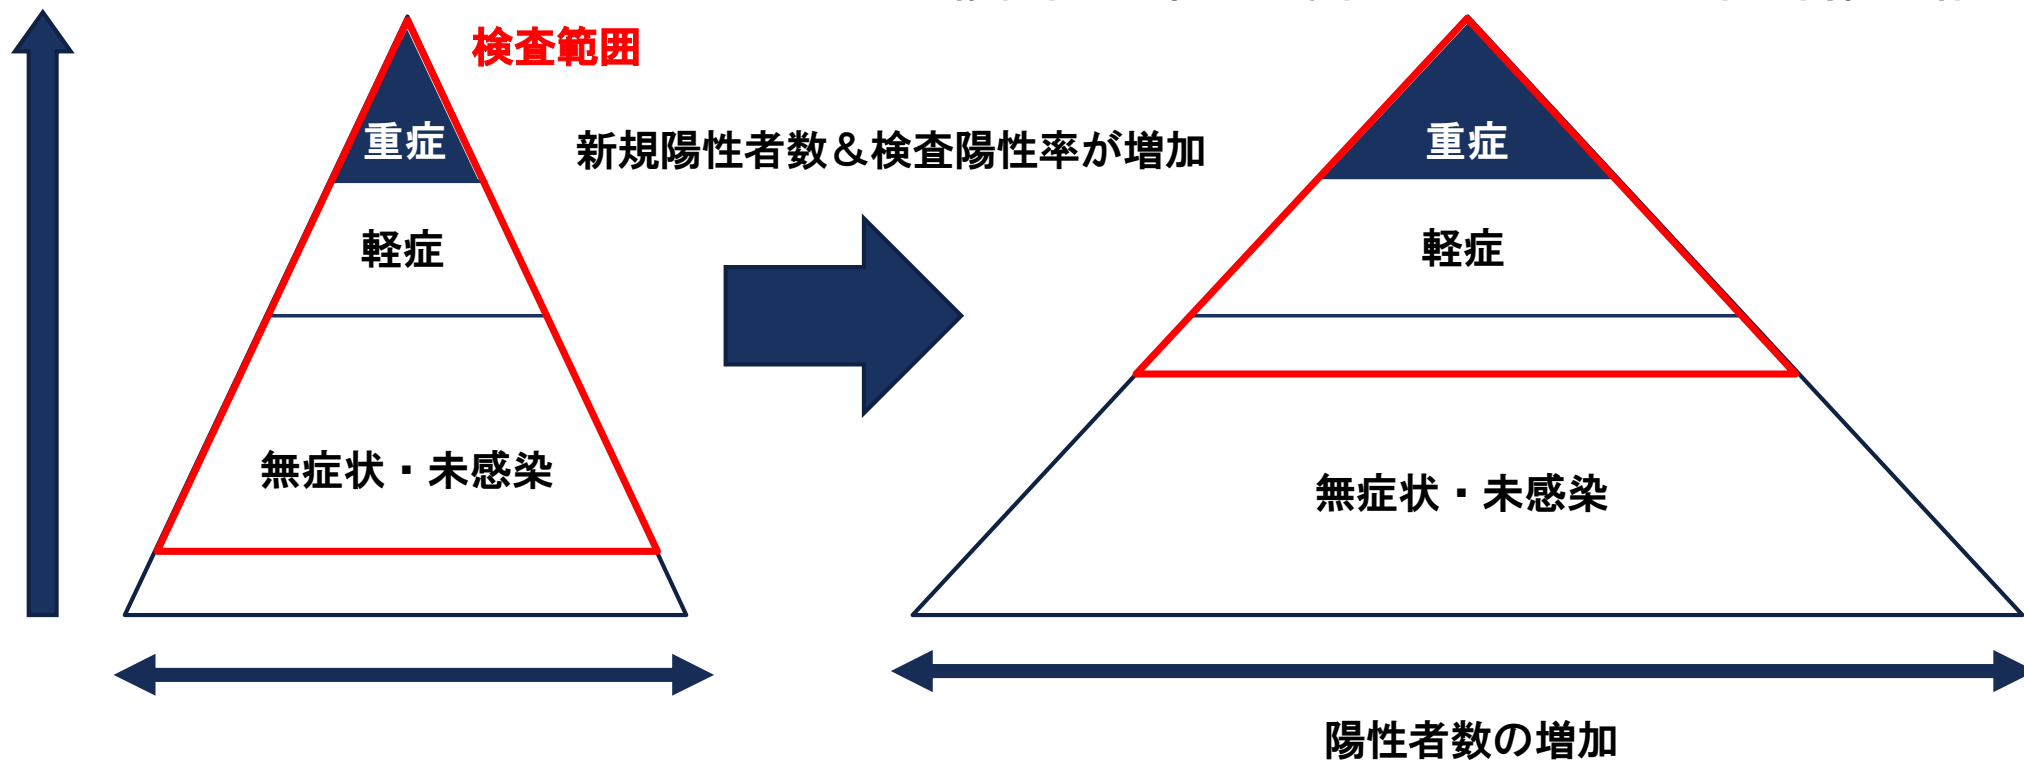 検査範囲
重症
新規陽性者数＆検査陽性率が増加
重症
軽症
軽症
無症状・未感染
無症状・未感染
陽性者数の増加